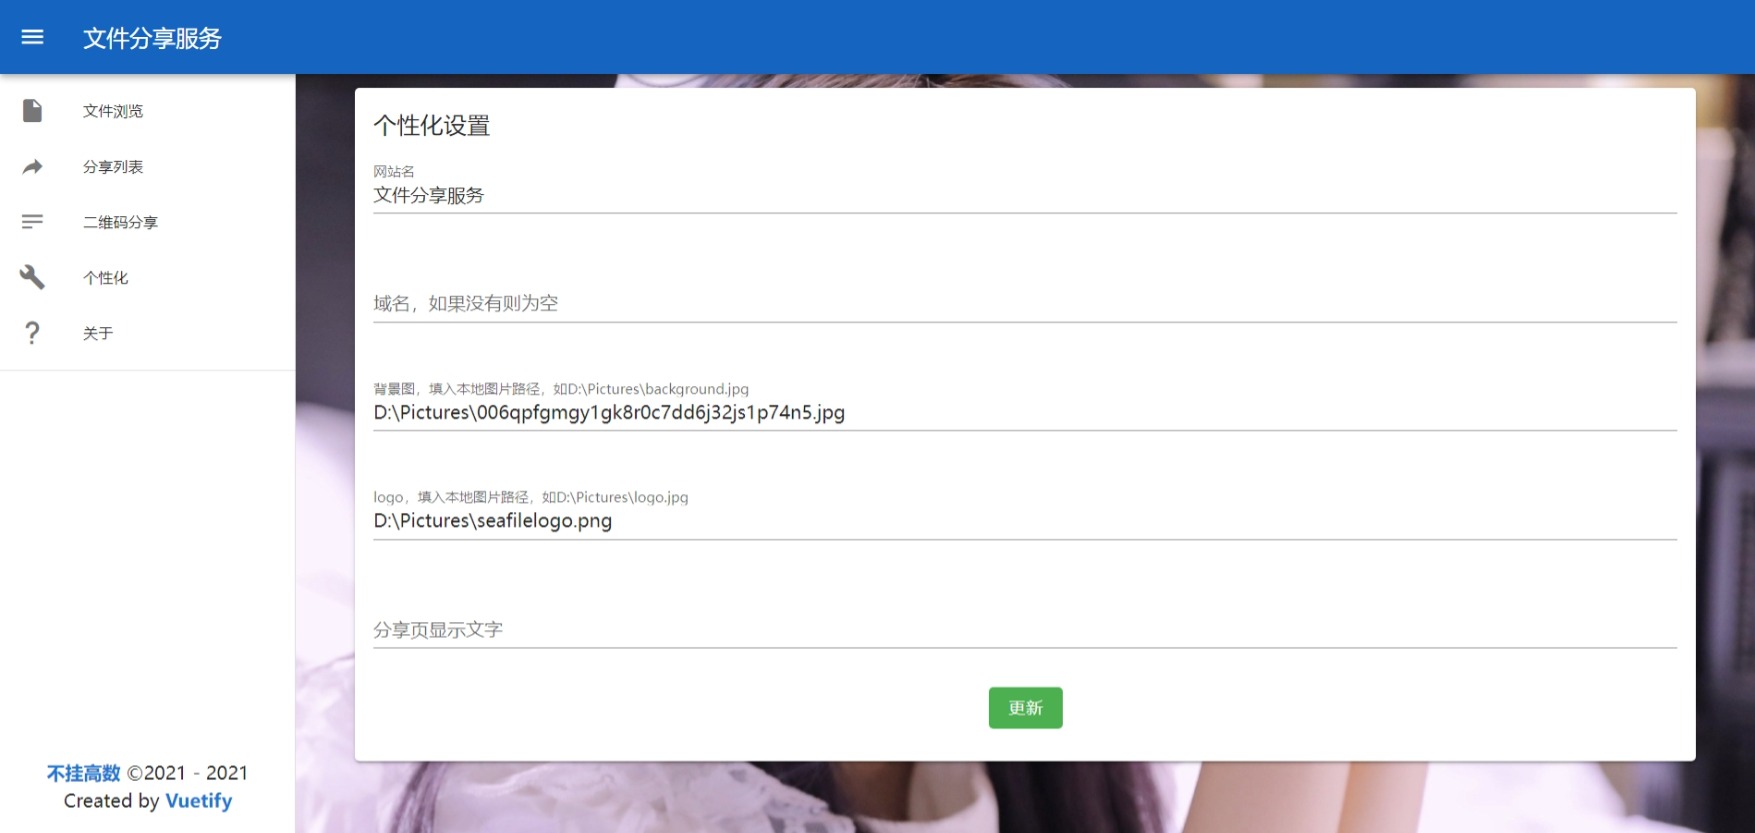 文件分享服务
文件浏览
分享列表
二维码分享
个性化
关于
个性化设置
网站名
文件分享服务
域名，如果没有则为空
背景图，填入本地图片路径，如D:\Pictures\background.jpg
D:\Pictures\006qpfgmgy1gk8r0c7dd6j32js1p74n5.jpg
logo，填入本地图片路径，如D:\Pictures\logo.jpg
D:\Pictures\seafilelogo.png
分享页显示文字
更新
不挂高数 ©2021 - 2021
Created by Vuetify